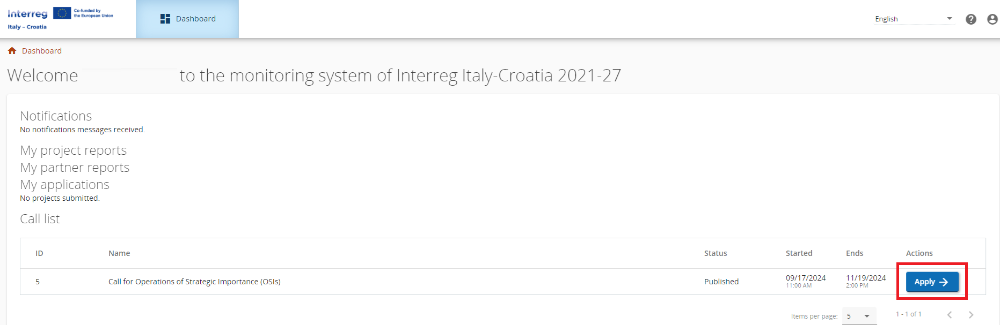 Interreg
Co-funded by
the European Union
Italy – Croatia
Dashboard
English
Dashboard
Welcome to the monitoring system of Interreg Italy-Croatia 2021-27
Notifications
No notifications messages received.
My project reports
My partner reports
My applications
No projects submitted.
Call list
ID Name Status Started Ends Actions
5 Call for Operations of Strategic Importance (OSIs) Published 09/17/2024 11/19/2024 Apply
11:00 AM 2:00 PM
Items per page: 5 1 - 1 of 1